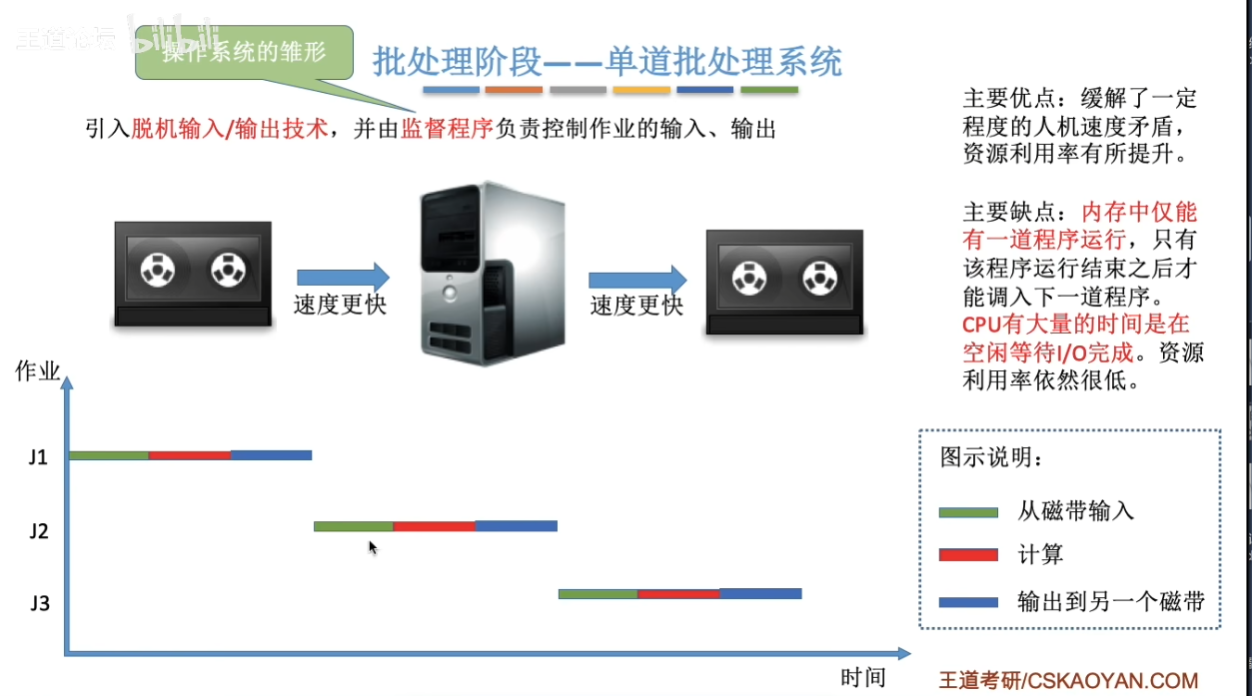 王道论坛 bilibili
操作系统的雏形
批处理阶段——单道批处理系统
引入脱机输入/输出技术，并由监督程序负责控制作业的输入、输出
速度更快
速度更快
主要优点：缓解了一定
程度的人机速度矛盾，
资源利用率有所提升。
主要缺点：内存中仅能
有一道程序运行，只有
该程序运行结束之后才
能调入下一道程序。
CPU有大量的时间是在
空闲等待I/O完成。资源
利用率依然很低。
作业
J1
J2
J3
时间
图示说明：
从磁带输入
计算
输出到另一个磁带
王道考研/CSKAOYAN.COM